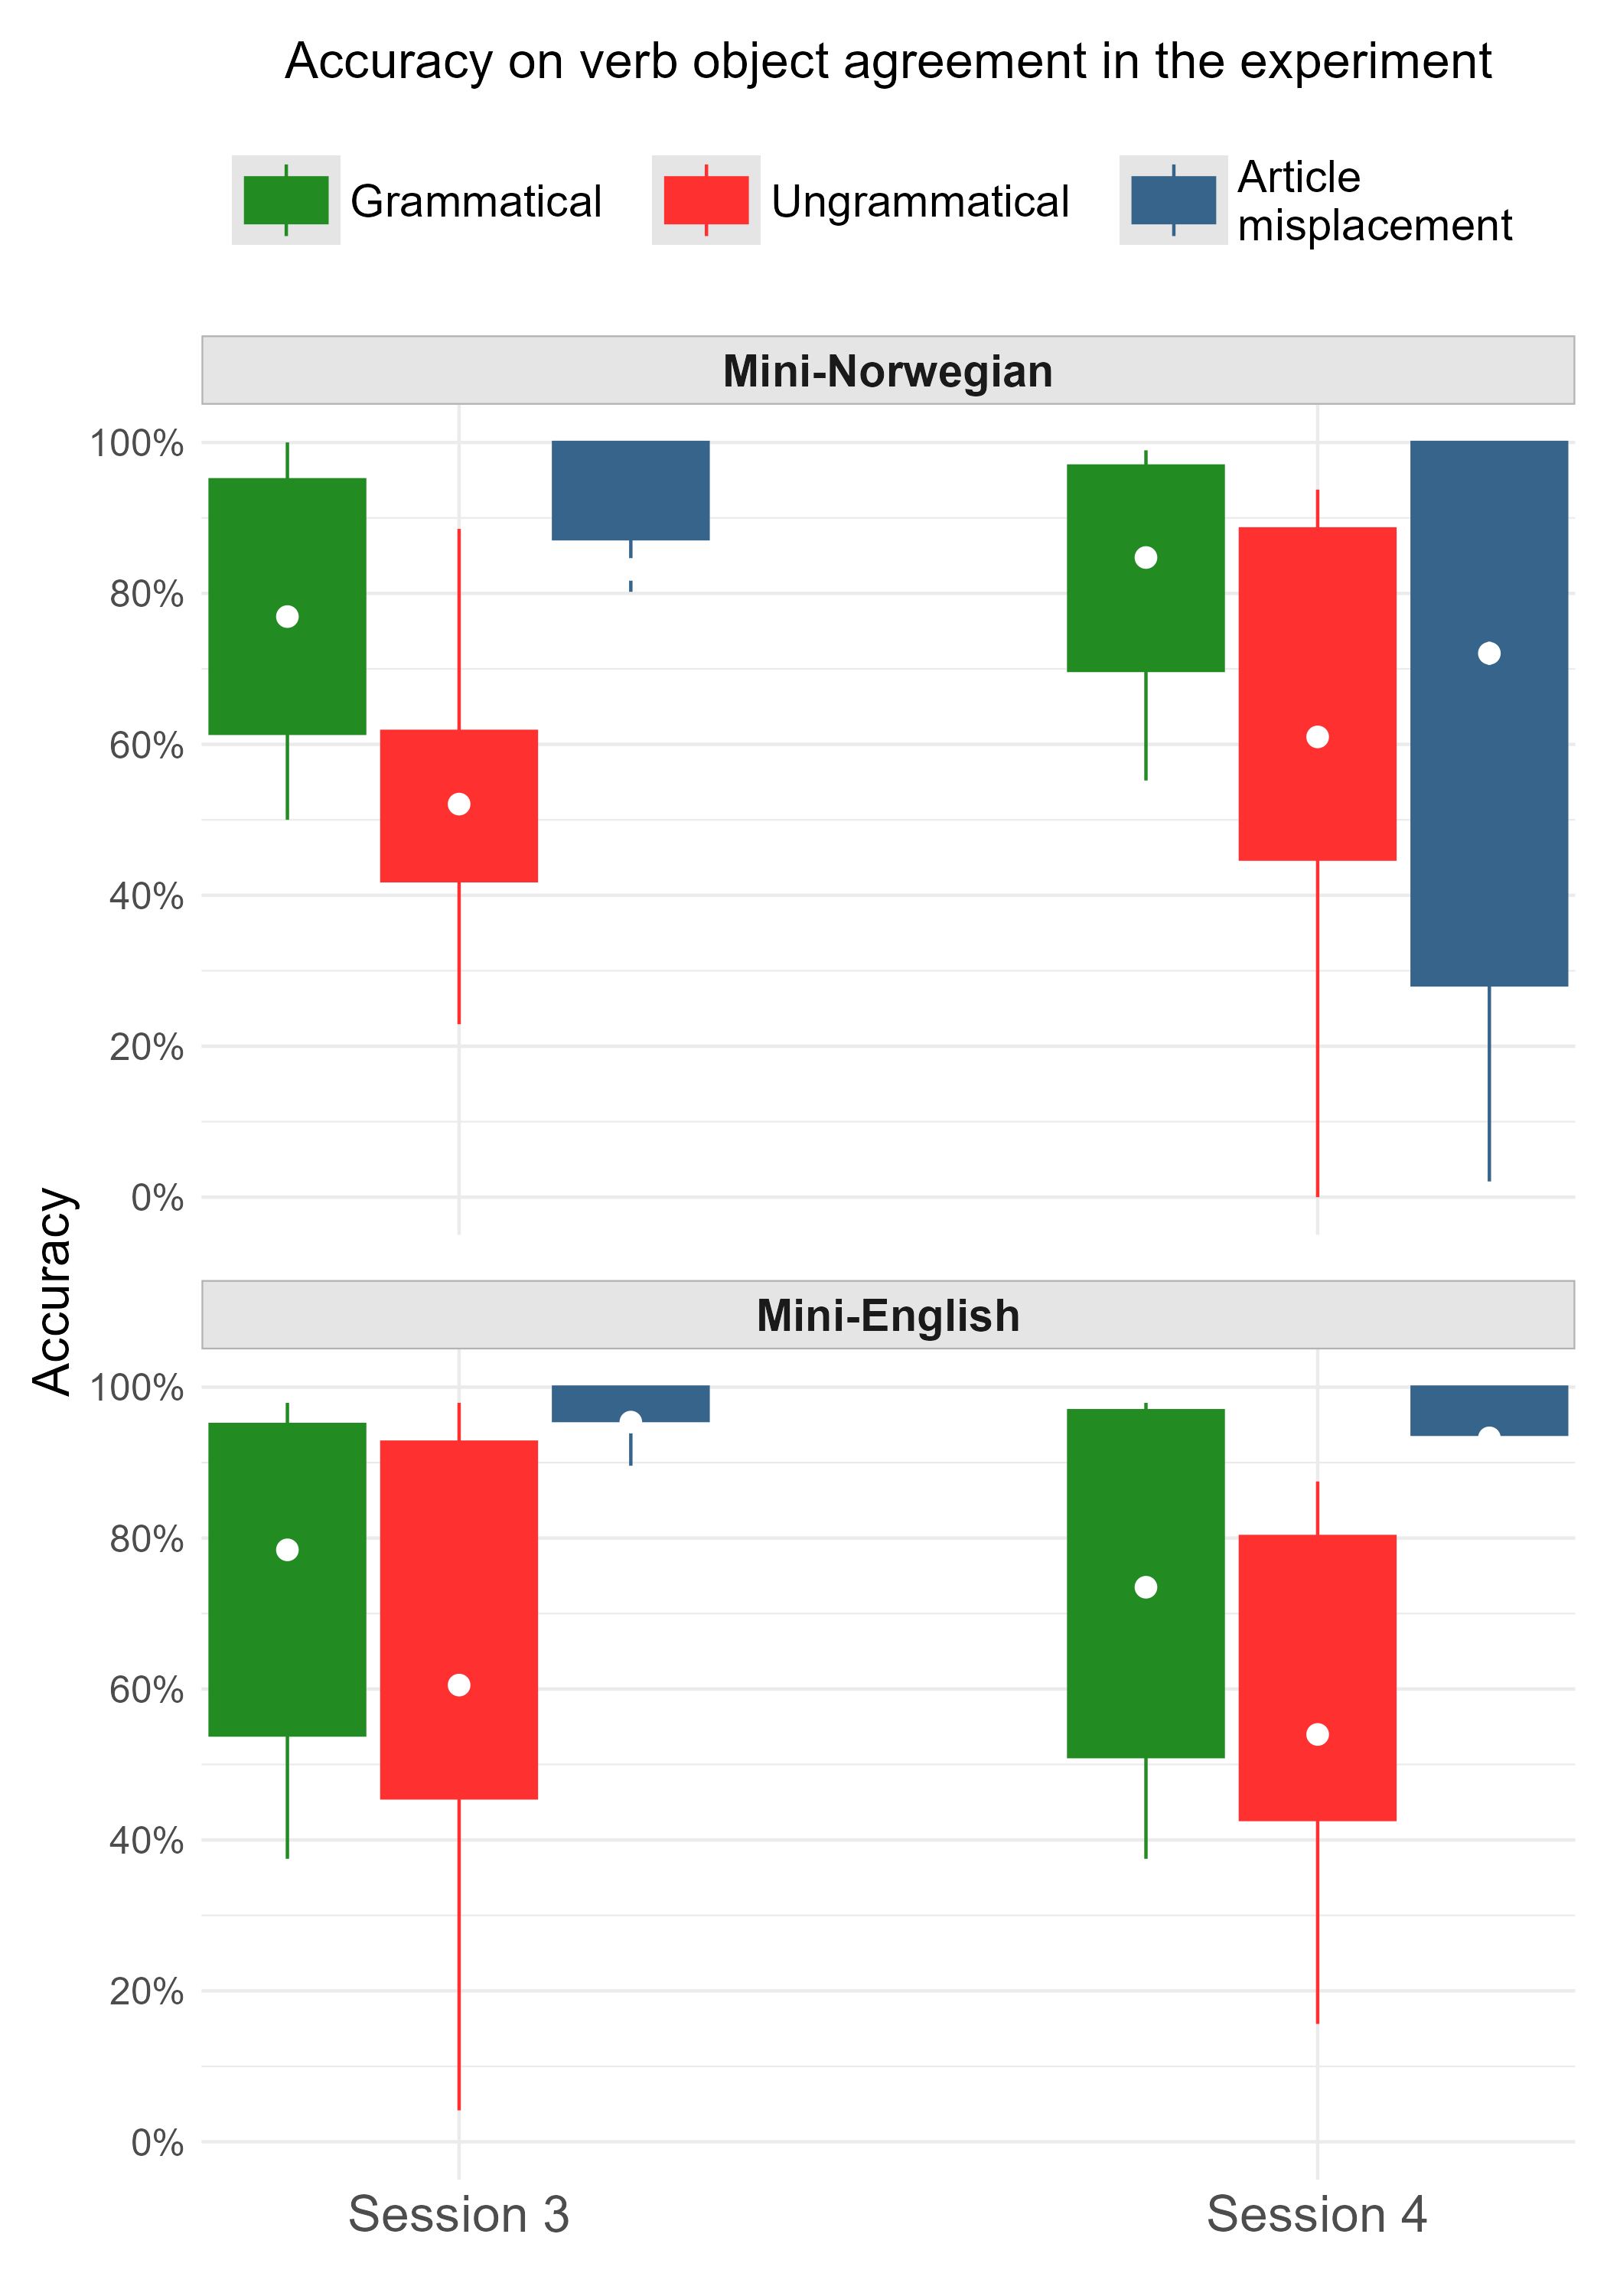 Accuracy on verb object agreement in the experiment
Grammatical
Ungrammatical
Article
misplacement
Mini-Norwegian
100%
80%
60%
40%
20%
0%
Accuracy
Mini-English
100%
80%
60%
40%
20%
0%
Session 3
Session 4